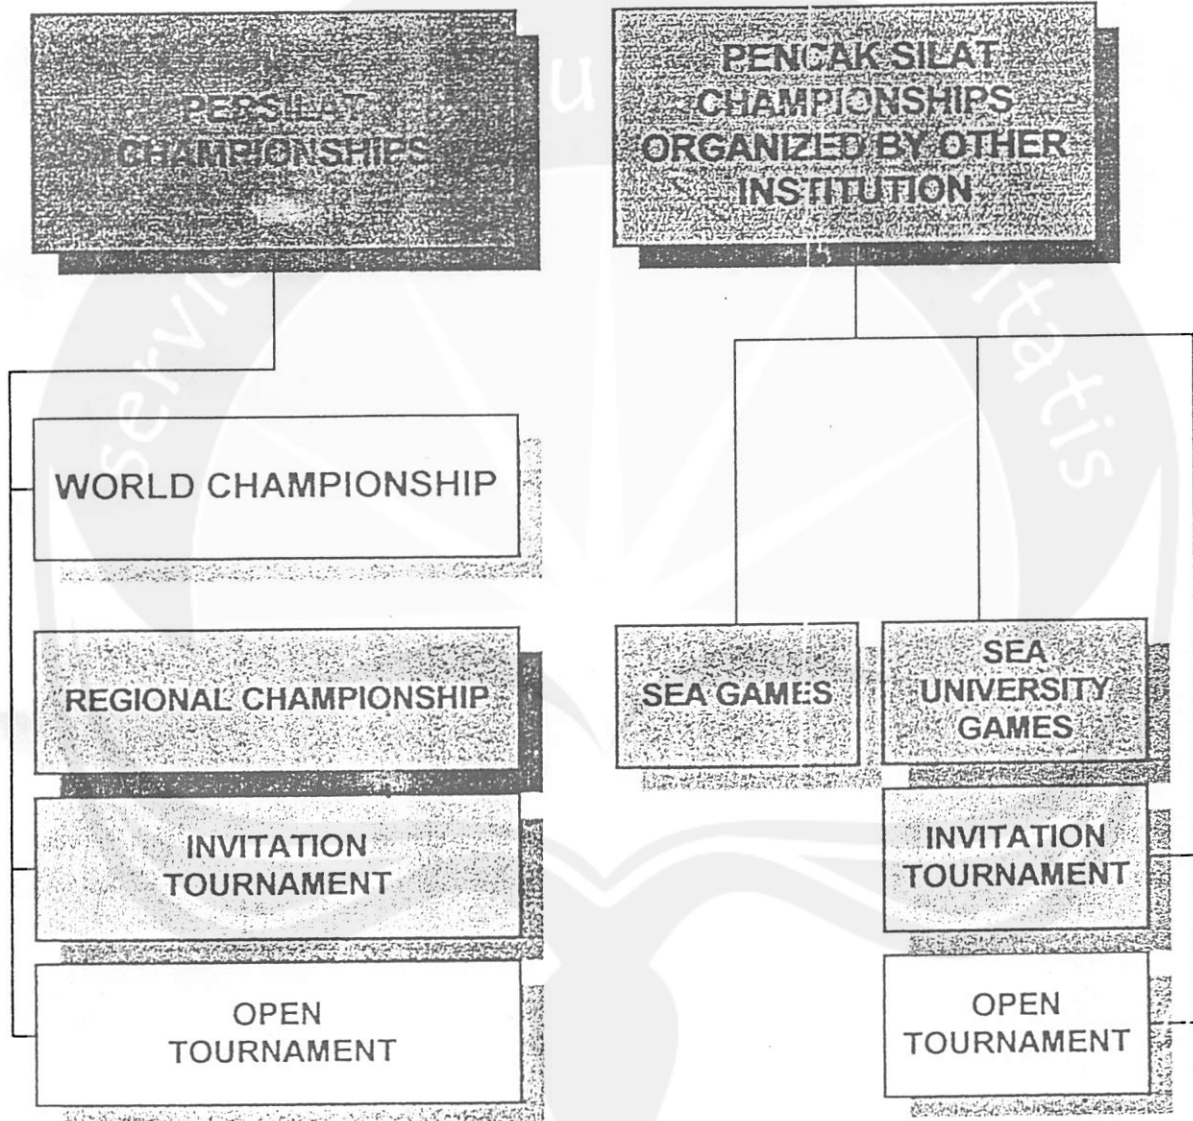 PERSILAT
CHAMPIONSHIPS
PENCAK SILAT
CHAMPIONSHIPS
ORGANIZED BY OTHER
INSTITUTION
WORLD CHAMPIONSHIP
REGIONAL CHAMPIONSHIP
INVITATION
TOURNAMENT
OPEN
TOURNAMENT
SEA GAMES
SEA
UNIVERSITY
GAMES
INVITATION
TOURNAMENT
OPEN
TOURNAMENT